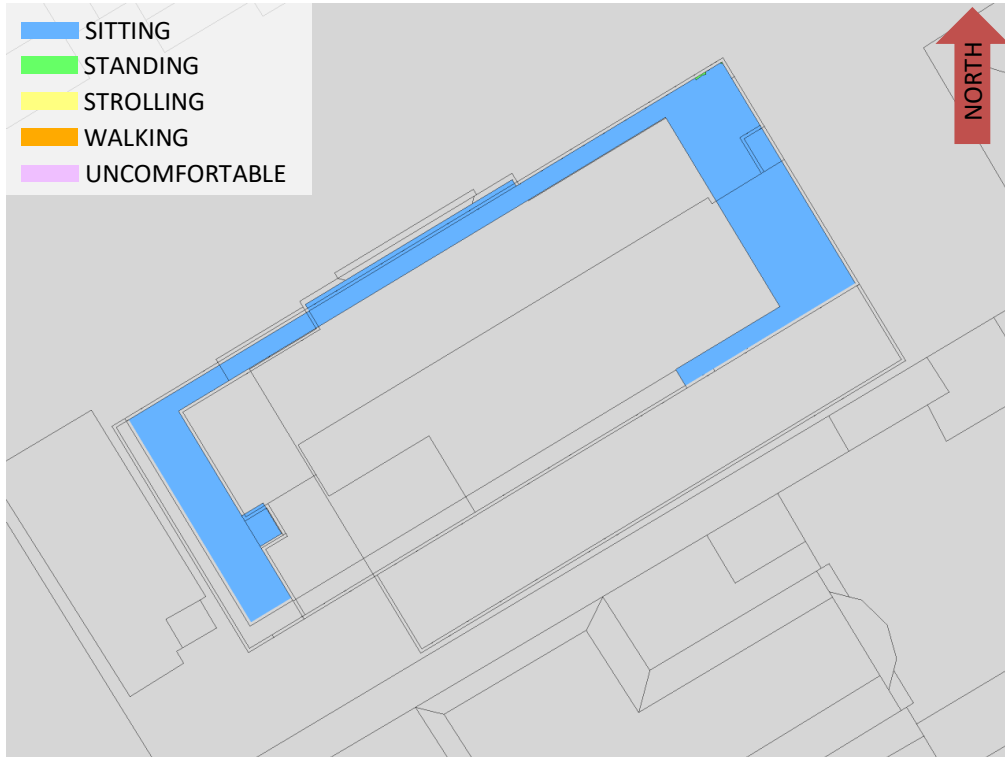 SITTING
STANDING
STROLLING
WALKING
UNCOMFORTABLE
NORTH